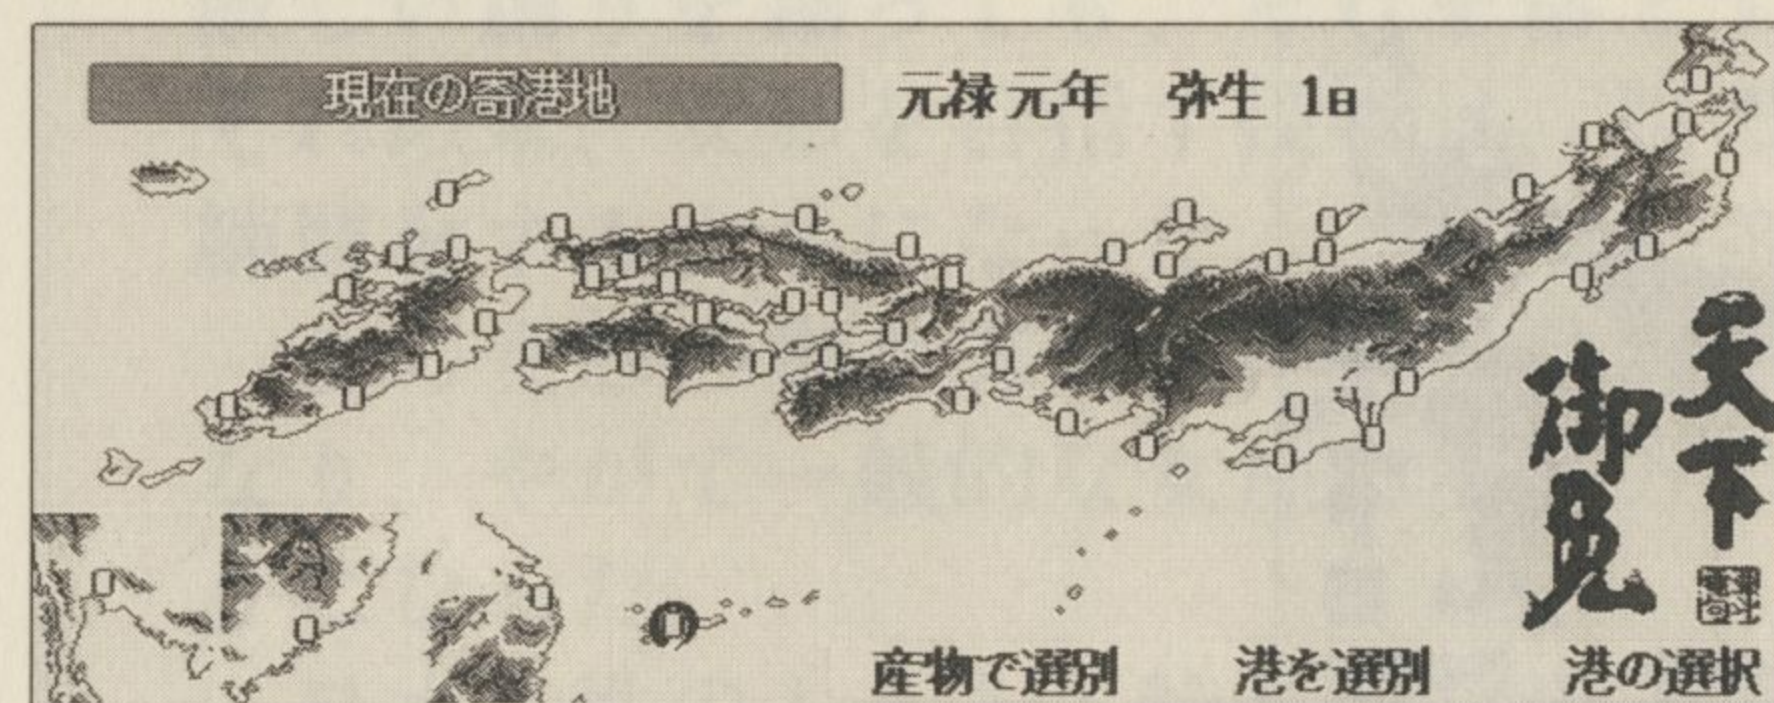 現在の寄港地
元禄元年 弥生 1日
天下
御免
産物で選別 港を選別 港の選択